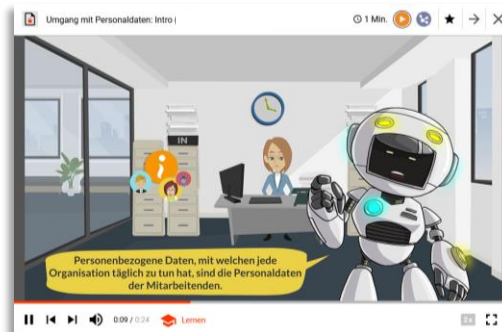 Umgang mit Personaldaten: Intro |
1 Min.
IN
Personenbezogene Daten, mit welchen jede
Organisation täglich zu tun hat, sind die Personaldaten
der Mitarbeitenden.
0:09 / 0:24
Lernen
2x